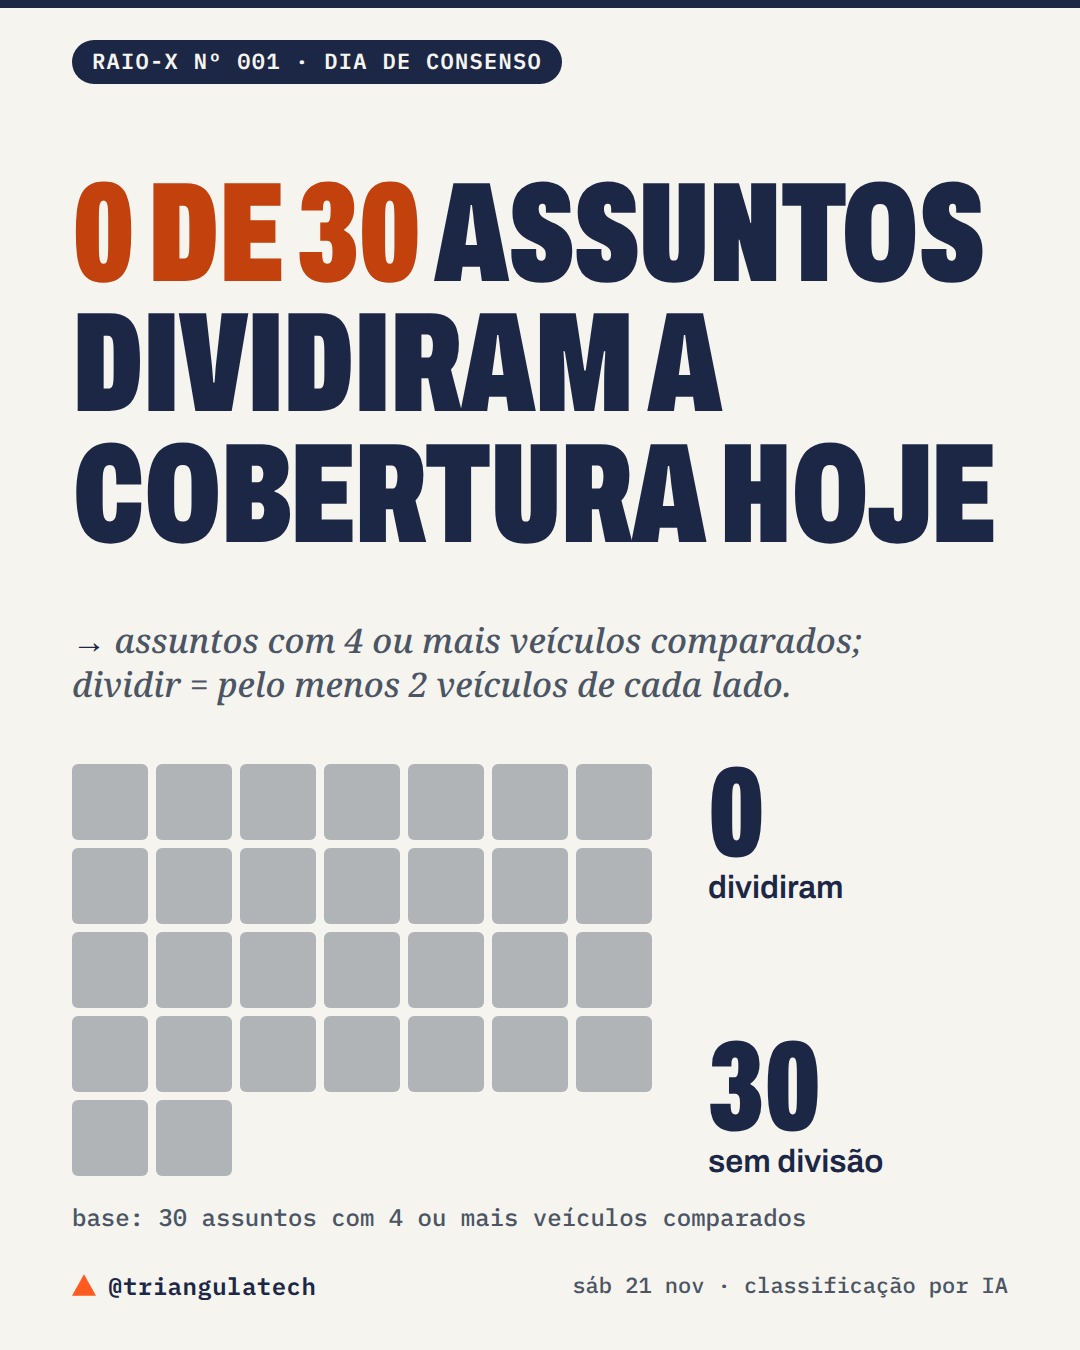 RAIO-X Nº 001 · DIA DE CONSENSO
0 DE 30 ASSUNTOS
DIVIDIRAM A
COBERTURA HOJE
→ assuntos com 4 ou mais veículos comparados;
dividir = pelo menos 2 veículos de cada lado.
0
dividiram
30
sem divisão
base: 30 assuntos com 4 ou mais veículos comparados
@triangulatech
sáb 21 nov · classificação por IA